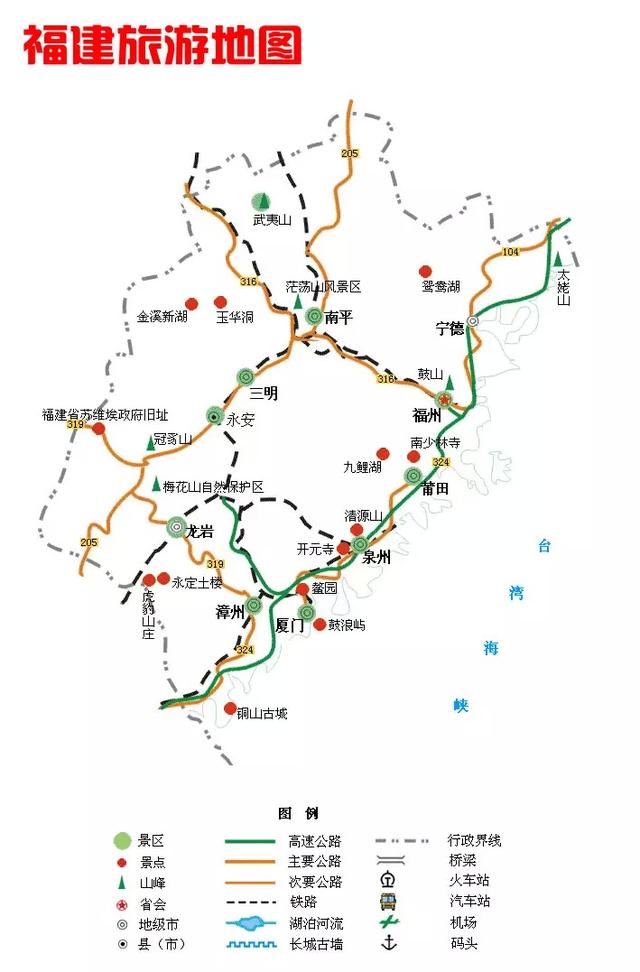 福建旅游地图
205
武夷山
104
太姥山
316
茫荡山风景区
鸳鸯湖
金溪新湖
玉华洞
南平
宁德
鼓山
316
三明
福州
福建省苏维埃政府旧址
永安
319
冠豸山
南少林寺
九鲤湖
324
梅花山自然保护区
莆田
清源山
龙岩
205
开元寺
泉州
台
湾
海
峡
319
永定土楼
鳌园
虎豹山庄
漳州
厦门
鼓浪屿
324
铜山古城
图 例
景区
高速公路
行政界线
景点
主要公路
桥梁
山峰
次要公路
火车站
省会
铁路
汽车站
地级市
湖泊河流
机场
县（市）
长城古墙
码头